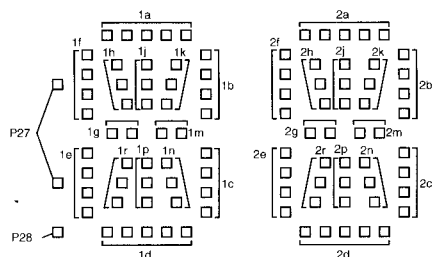 1a 2a
1f 1h 1j 1k 2f 2h 2j 2k
1b 2b
P27 1g 1m 2g 2m
1e 1r 1p 1n 2e 2r 2p 2n
1c 2c
P28
1d 2d